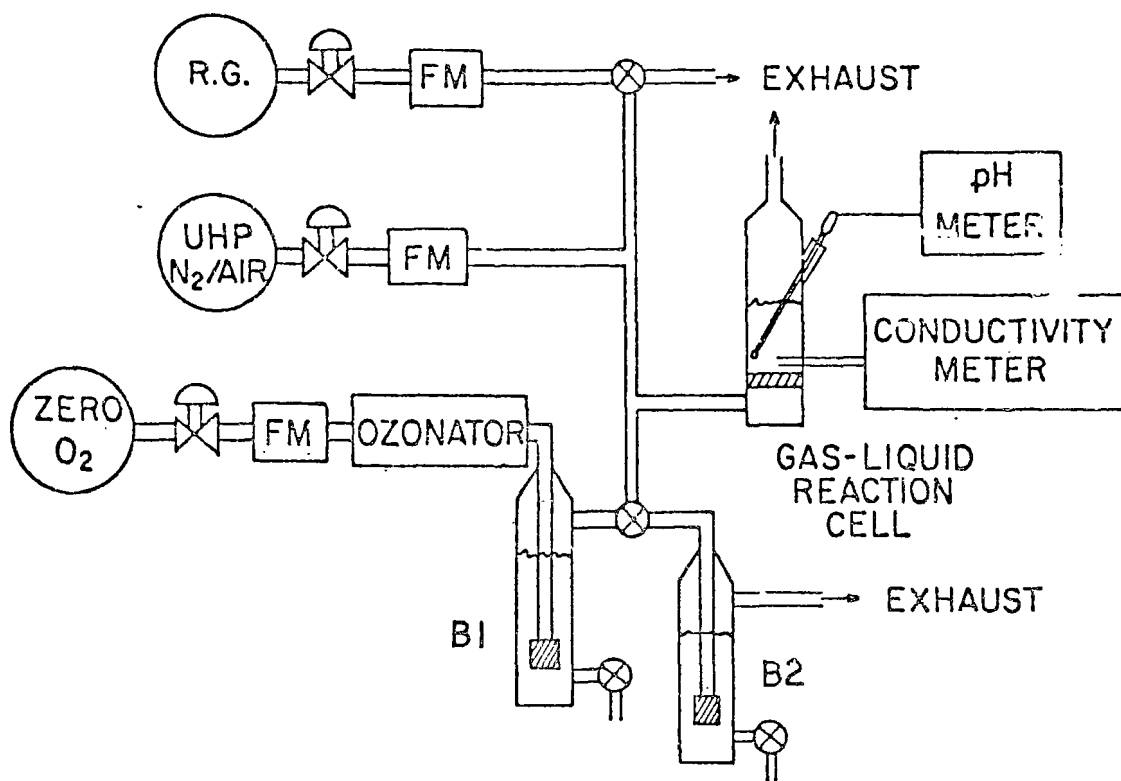 R.G.
FM
EXHAUST
pH
METER
UHP
N₂/AIR
FM
CONDUCTIVITY
METER
ZERO
O₂
FM
OZONATOR
GAS-LIQUID
REACTION
CELL
EXHAUST
B1
B2